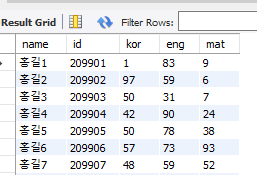 Result Grid Filter Rows:
name id kor eng mat
홍길1 209901 1 83 9
홍길2 209902 97 59 6
홍길3 209903 50 31 7
홍길4 209904 42 90 24
홍길5 209905 50 78 38
홍길6 209906 57 73 93
홍길7 209907 48 59 52